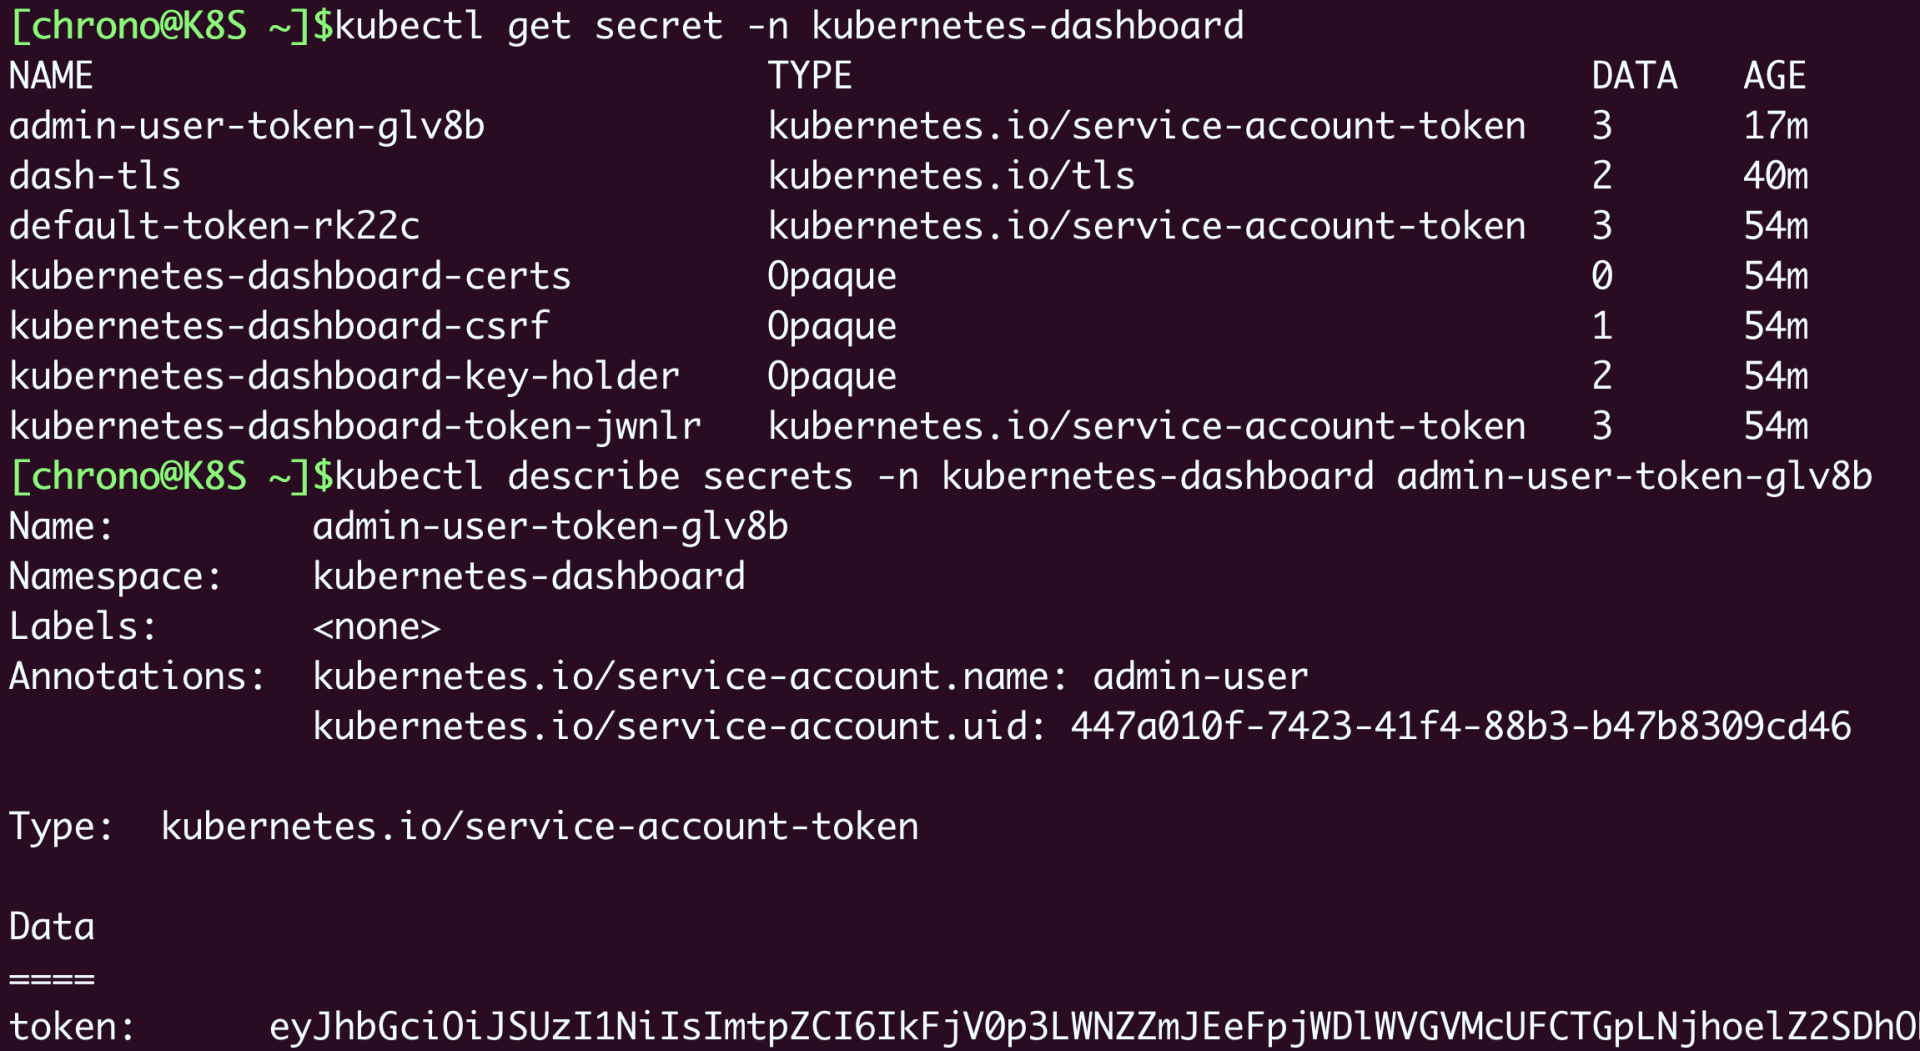 [chrono@K8S ~]$kubectl get secret -n kubernetes-dashboard
NAME                               TYPE                                  DATA   AGE
admin-user-token-glv8b             kubernetes.io/service-account-token   3      17m
dash-tls                           kubernetes.io/tls                     2      40m
default-token-rk22c                kubernetes.io/service-account-token   3      54m
kubernetes-dashboard-certs         Opaque                                0      54m
kubernetes-dashboard-csrf          Opaque                                1      54m
kubernetes-dashboard-key-holder    Opaque                                2      54m
kubernetes-dashboard-token-jwnlr   kubernetes.io/service-account-token   3      54m
[chrono@K8S ~]$kubectl describe secrets -n kubernetes-dashboard admin-user-token-glv8b
Name:         admin-user-token-glv8b
Namespace:    kubernetes-dashboard
Labels:       <none>
Annotations:  kubernetes.io/service-account.name: admin-user
              kubernetes.io/service-account.uid: 447a010f-7423-41f4-88b3-b47b8309cd46
Type:  kubernetes.io/service-account-token
Data
====
token:      eyJhbGciOiJSUzI1NiIsImtpZCI6IkFjV0p3LWNZZmJEeFpjWDlWVGVMcUFCTGpLNjhoelZ2SDhO